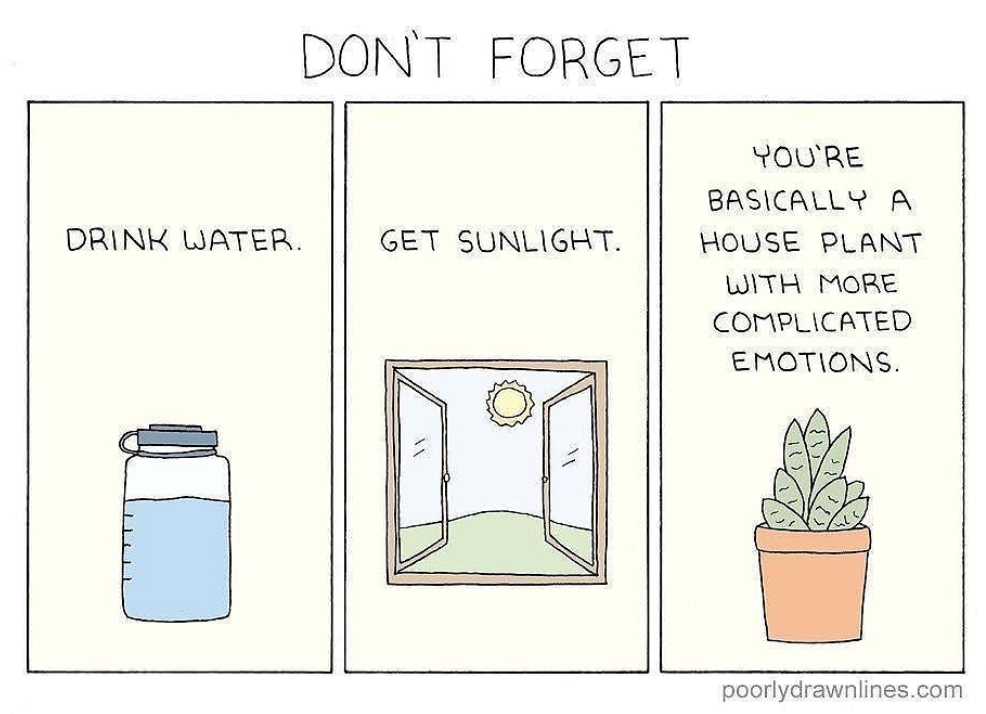 DON'T FORGET
DRINK WATER.
GET SUNLIGHT.
YOU'RE
BASICALLY A
HOUSE PLANT
WITH MORE
COMPLICATED
EMOTIONS.
poorlydrawnlines.com